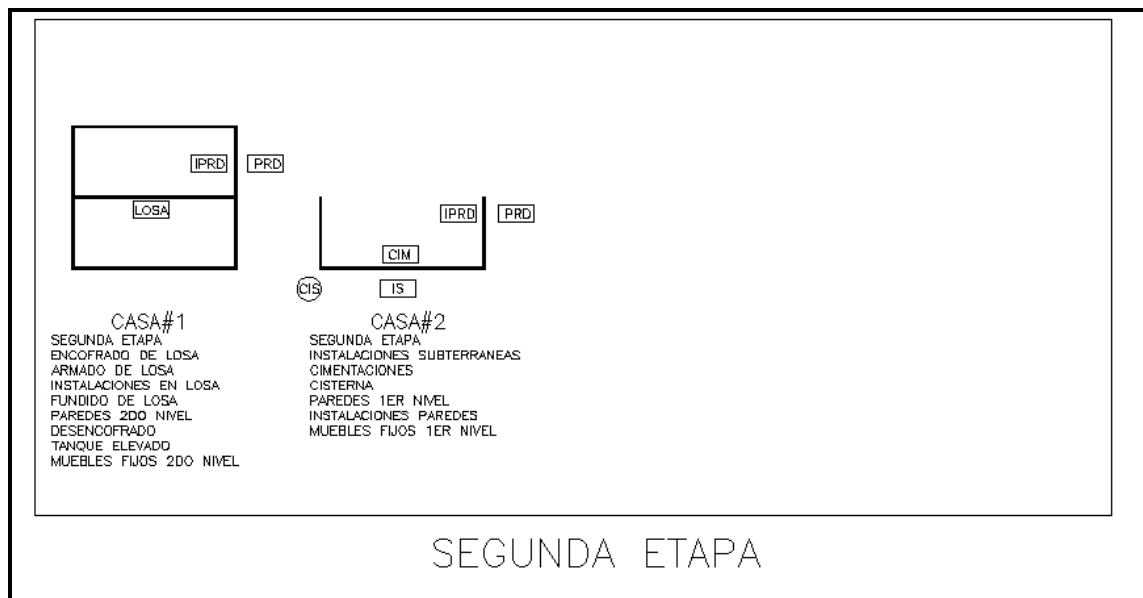 IPRD PRD
LOSA
IPRD PRD
CIM
CIS IS
CASA#1
SEGUNDA ETAPA
ENCOFRADO DE LOSA
ARMADO DE LOSA
INSTALACIONES EN LOSA
FUNDIDO DE LOSA
PAREDES 2DO NIVEL
DESENCOFRADO
TANQUE ELEVADO
MUEBLES FIJOS 2DO NIVEL
CASA#2
SEGUNDA ETAPA
INSTALACIONES SUBTERRANEAS
CIMENTACIONES
CISTERNA
PAREDES 1ER NIVEL
INSTALACIONES PAREDES
MUEBLES FIJOS 1ER NIVEL
SEGUNDA ETAPA